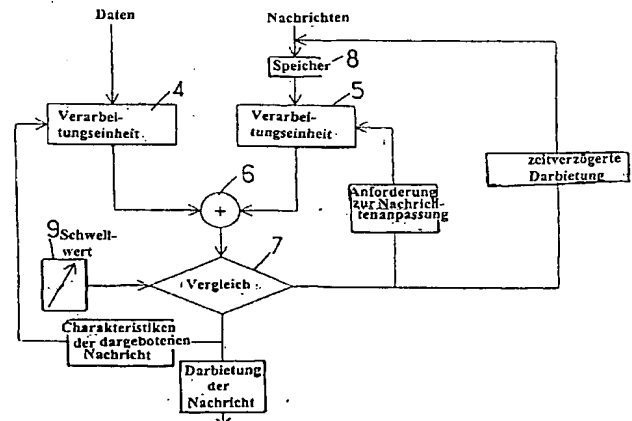 Daten
Nachrichten
Speicher
8
4
5
Verarbei-
tungseinheit
Verarbei-
tungseinheit
zeitverzögerte
Darbietung
6
Anforderung
zur Nachrich-
tenanpassung
+
9
Schwell-
wert
7
Vergleich
Charakteristiken
der dargebotenen
Nachricht
Darbietung
der
Nachricht